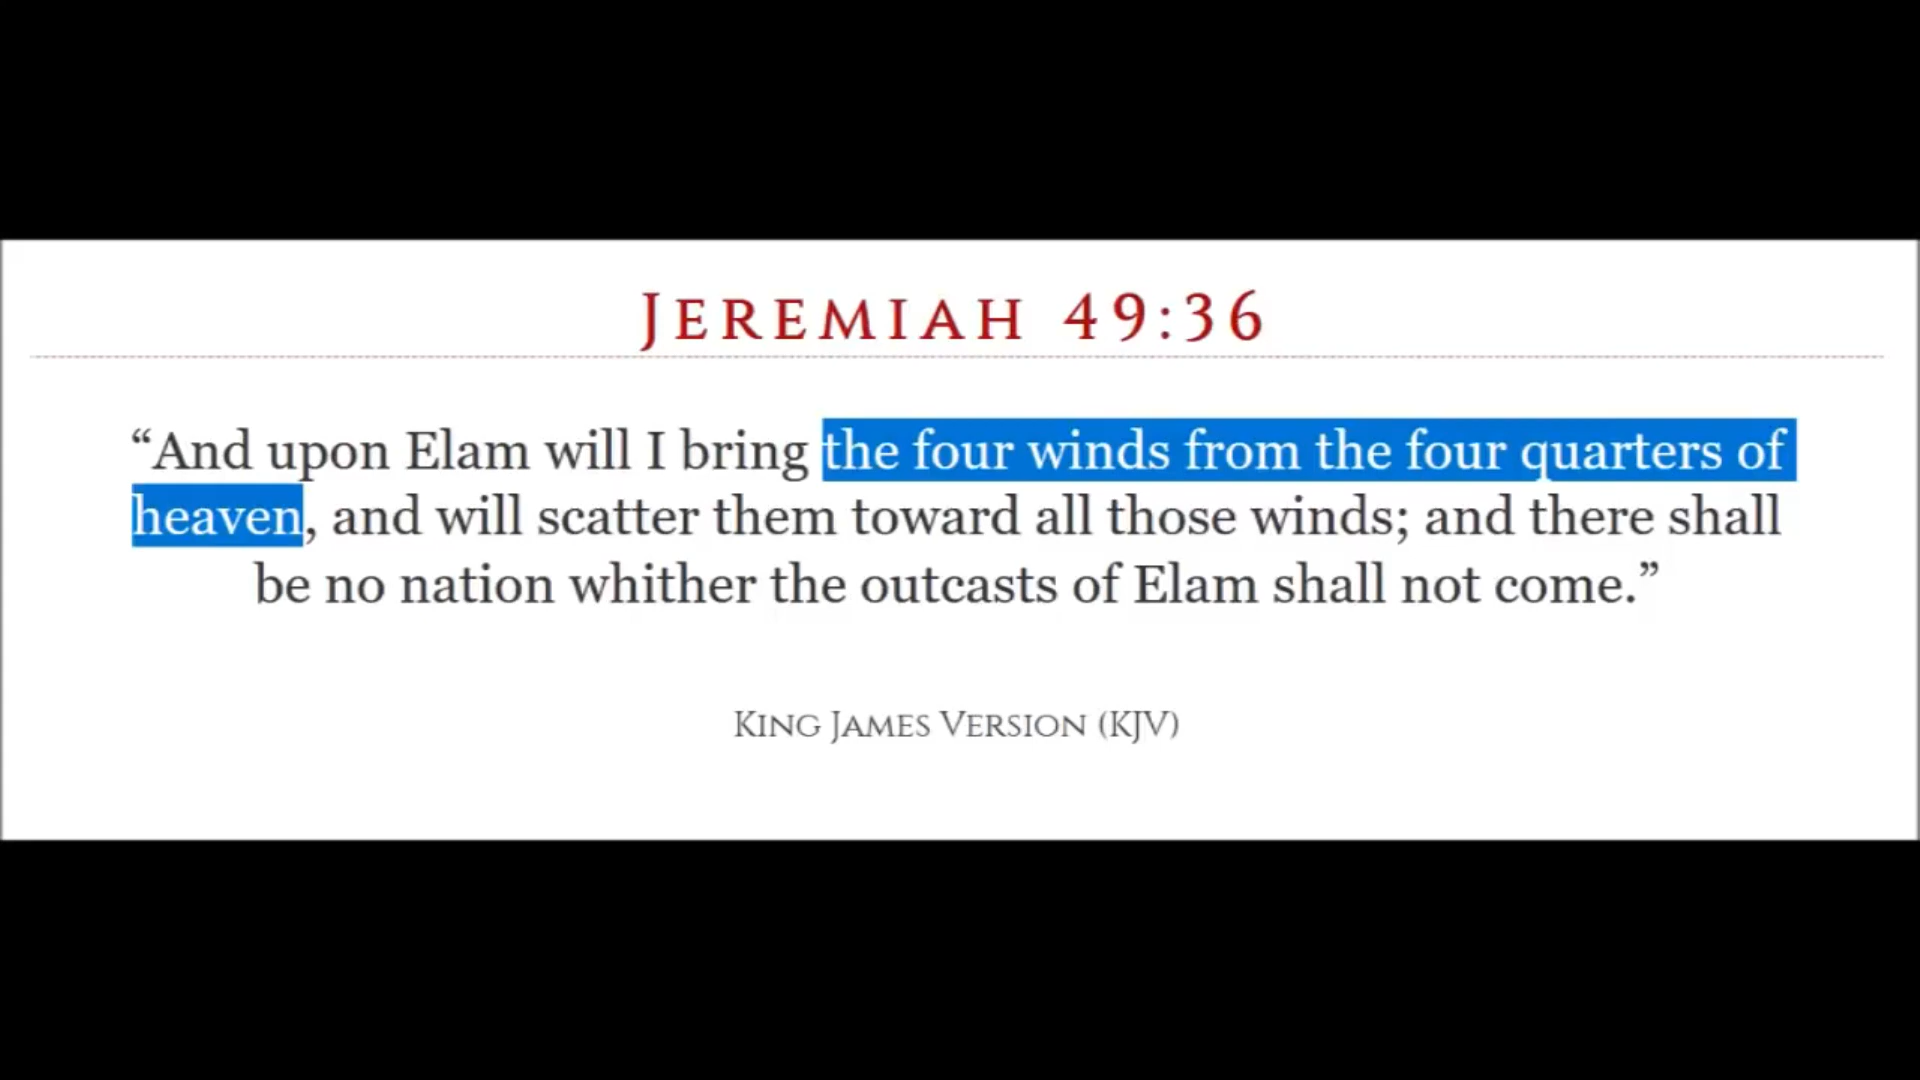 JEREMIAH 49:36
“And upon Elam will I bring the four winds from the four quarters of
heaven, and will scatter them toward all those winds; and there shall
be no nation whither the outcasts of Elam shall not come.”
KING JAMES VERSION (KJV)